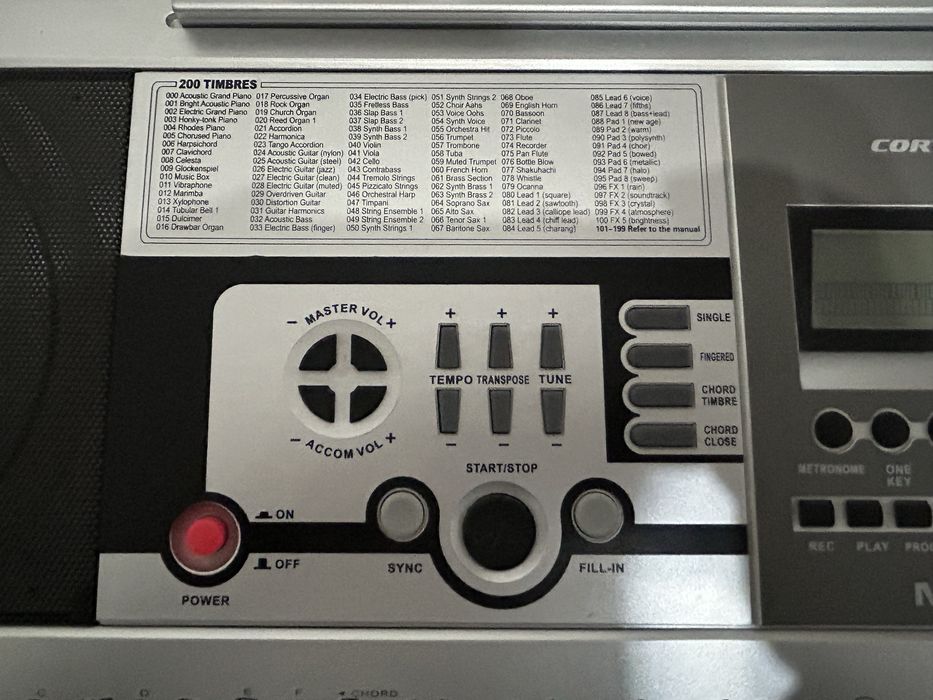 200 TIMBRES
000 Acoustic Grand Piano
001 Bright Acoustic Piano
002 Electric Grand Piano
003 Honky-tonk Piano
004 Rhodes Piano
005 Chorused Piano
006 Harpsichord
007 Clavichord
008 Celesta
009 Glockenspiel
010 Music Box
011 Vibraphone
012 Marimba
013 Xylophone
014 Tubular Bell 1
015 Dulcimer
016 Drawbar Organ
017 Percussive Organ
018 Rock Organ
019 Church Organ
020 Reed Organ 1
021 Accordion
022 Harmonica
023 Tango Accordion
024 Acoustic Guitar (nylon)
025 Acoustic Guitar (steel)
026 Electric Guitar (jazz)
027 Electric Guitar (clean)
028 Electric Guitar (muted)
029 Overdriven Guitar
030 Distortion Guitar
031 Guitar Harmonics
032 Acoustic Bass
033 Electric Bass (finger)
034 Electric Bass (pick)
035 Fretless Bass
036 Slap Bass 1
037 Slap Bass 2
038 Synth Bass 1
039 Synth Bass 2
040 Violin
041 Viola
042 Cello
043 Contrabass
044 Tremolo Strings
045 Pizzicato Strings
046 Orchestral Harp
047 Timpani
048 String Ensemble 1
049 String Ensemble 2
050 Synth Strings 1
051 Synth Strings 2
052 Choir Aahs
053 Voice Oohs
054 Synth Voice
055 Orchestra Hit
056 Trumpet
057 Trombone
058 Tuba
059 Muted Trumpet
060 French Horn
061 Brass Section
062 Synth Brass 1
063 Synth Brass 2
064 Soprano Sax
065 Alto Sax
066 Tenor Sax 1
067 Baritone Sax
068 Oboe
069 English Horn
070 Bassoon
071 Clarinet
072 Piccolo
073 Flute
074 Recorder
075 Pan Flute
076 Bottle Blow
077 Shakuhachi
078 Whistle
079 Ocanna
080 Lead 1 (square)
081 Lead 2 (sawtooth)
082 Lead 3 (calliope lead)
083 Lead 4 (chiff lead)
084 Lead 5 (charang)
085 Lead 6 (voice)
086 Lead 7 (fifths)
087 Lead 8 (bass+lead)
088 Pad 1 (new age)
089 Pad 2 (warm)
090 Pad 3 (polysynth)
091 Pad 4 (choir)
092 Pad 5 (bowed)
093 Pad 6 (metallic)
094 Pad 7 (halo)
095 Pad 8 (sweep)
096 FX 1 (rain)
097 FX 2 (soundtrack)
098 FX 3 (crystal)
099 FX 4 (atmosphere)
100 FX 5 (brightness)
101-199 Refer to the manual
COR
− MASTER VOL +
− ACCOM VOL +
+ + +
TEMPO TRANSPOSE TUNE
− − −
SINGLE
FINGERED
CHORD
TIMBRE
CHORD
CLOSE
START/STOP
ON
OFF
POWER
SYNC
FILL-IN
METRONOME
ONE
KEY
REC PLAY PRO
C D E F ◄ CHORD